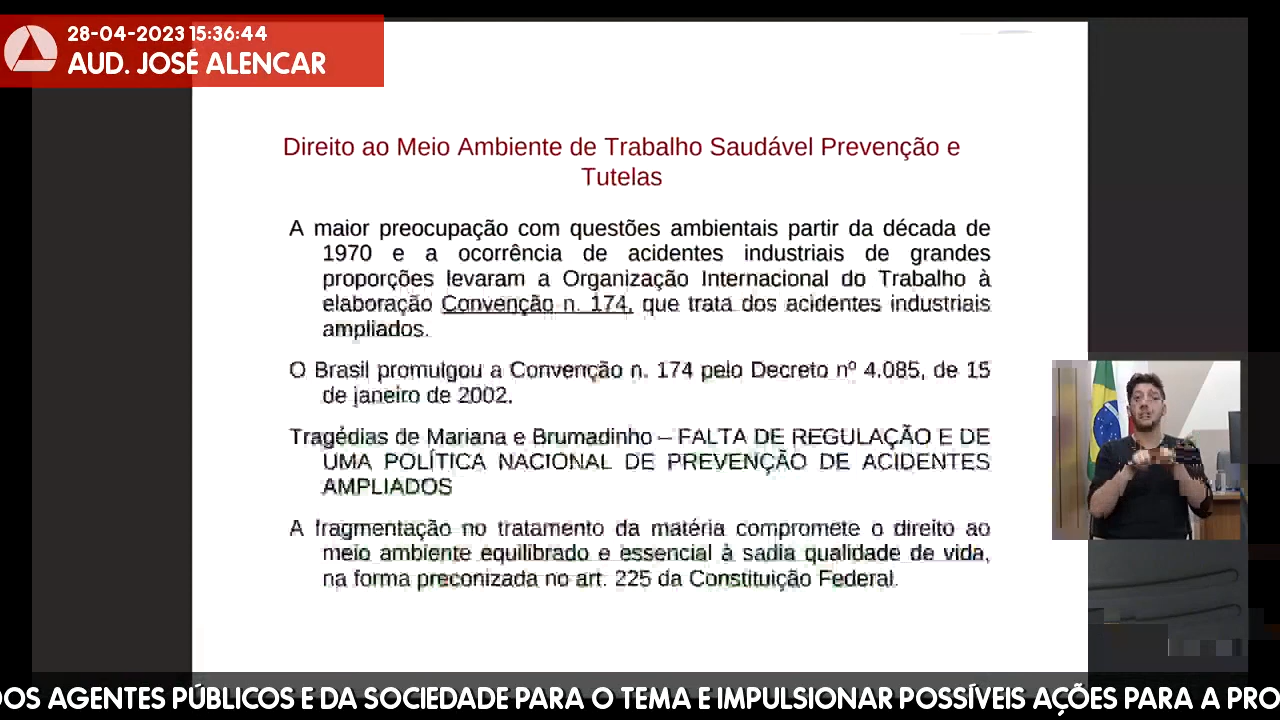 28-04-2023 15:36:44
AUD. JOSÉ ALENCAR
Direito ao Meio Ambiente de Trabalho Saudável Prevenção e
Tutelas
A maior preocupação com questões ambientais partir da década de
1970 e a ocorrência de acidentes industriais de grandes
proporções levaram a Organização Internacional do Trabalho à
elaboração Convenção n. 174, que trata dos acidentes industriais
ampliados.
O Brasil promulgou a Convenção n. 174 pelo Decreto nº 4.085, de 15
de janeiro de 2002.
Tragédias de Mariana e Brumadinho – FALTA DE REGULAÇÃO E DE
UMA POLÍTICA NACIONAL DE PREVENÇÃO DE ACIDENTES
AMPLIADOS
A fragmentação no tratamento da matéria compromete o direito ao
meio ambiente equilibrado e essencial à sadia qualidade de vida,
na forma preconizada no art. 225 da Constituição Federal.
DOS AGENTES PÚBLICOS E DA SOCIEDADE PARA O TEMA E IMPULSIONAR POSSÍVEIS AÇÕES PARA A PRO